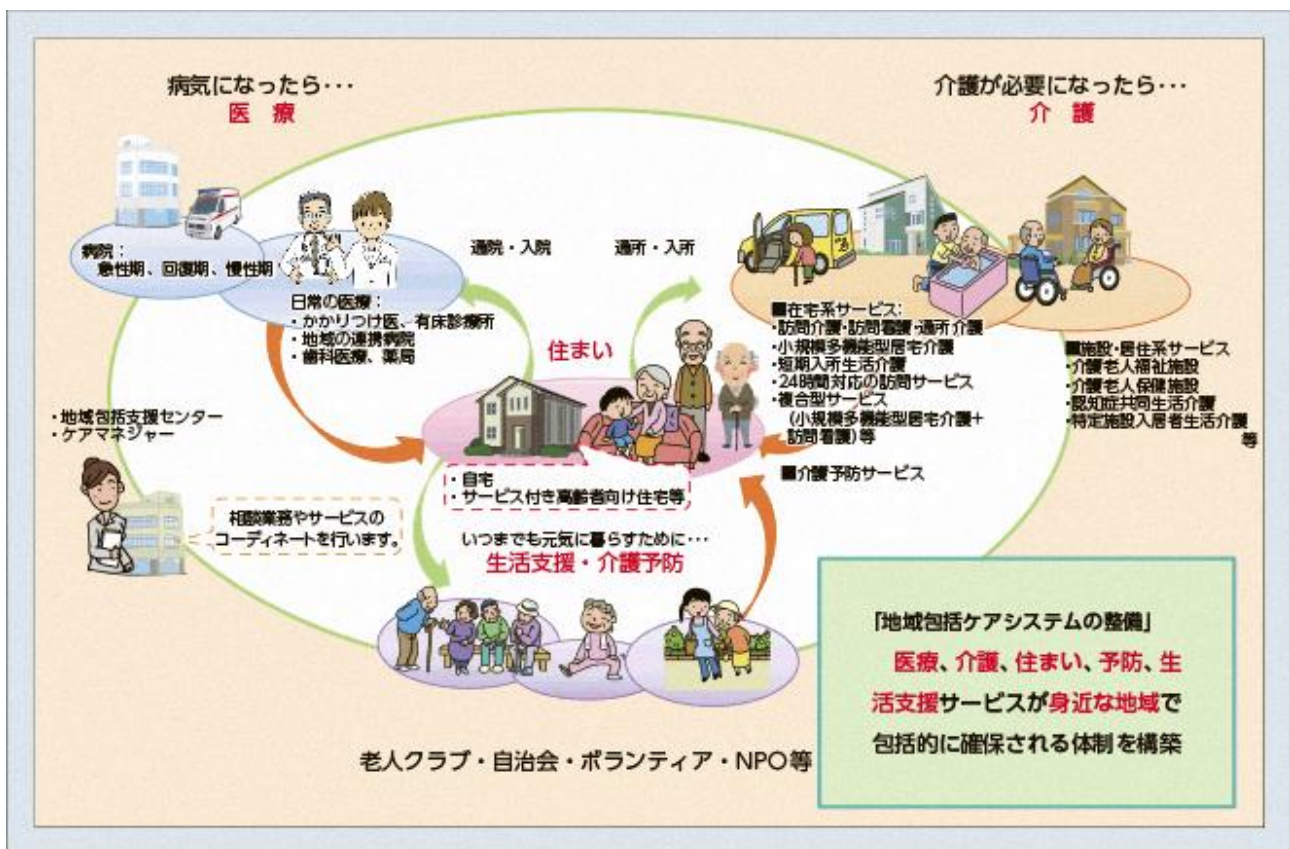 病気になったら･･･
医 療
介護が必要になったら･･･
介 護
病院：
急性期、回復期、慢性期
日常の医療：
・かかりつけ医、有床診療所
・地域の連携病院
・歯科医療、薬局
通院・入院
通所・入所
住まい
・自宅
・サービス付き高齢者向け住宅等
■在宅系サービス：
・訪問介護・訪問看護・通所介護
・小規模多機能型居宅介護
・短期入所生活介護
・24時間対応の訪問サービス
・複合型サービス
（小規模多機能型居宅介護＋
訪問看護）等
■介護予防サービス
■施設・居住系サービス
・介護老人福祉施設
・介護老人保健施設
・認知症共同生活介護
・特定施設入居者生活介護
等
・地域包括支援センター
・ケアマネジャー
相談業務やサービスの
コーディネートを行います。
いつまでも元気に暮らすために･･･
生活支援・介護予防
老人クラブ・自治会・ボランティア・NPO等
「地域包括ケアシステムの整備」
医療、介護、住まい、予防、生
活支援サービスが身近な地域で
包括的に確保される体制を構築